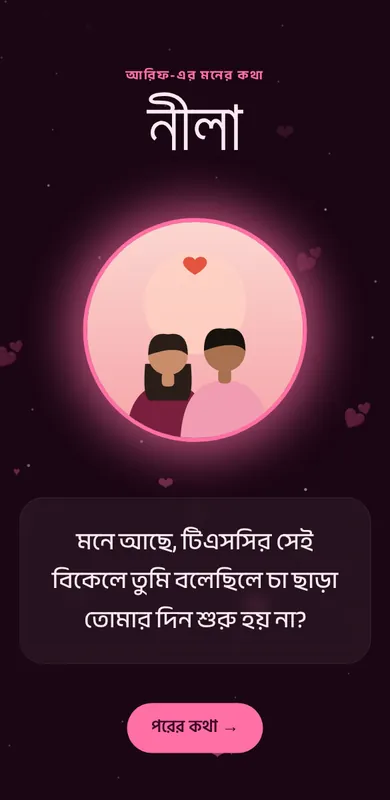 আরিফ-এর মনের কথা
নীলা
মনে আছে, টিএসসির সেই
বিকেলে তুমি বলেছিলে চা ছাড়া
তোমার দিন শুরু হয় না?
পরের কথা →